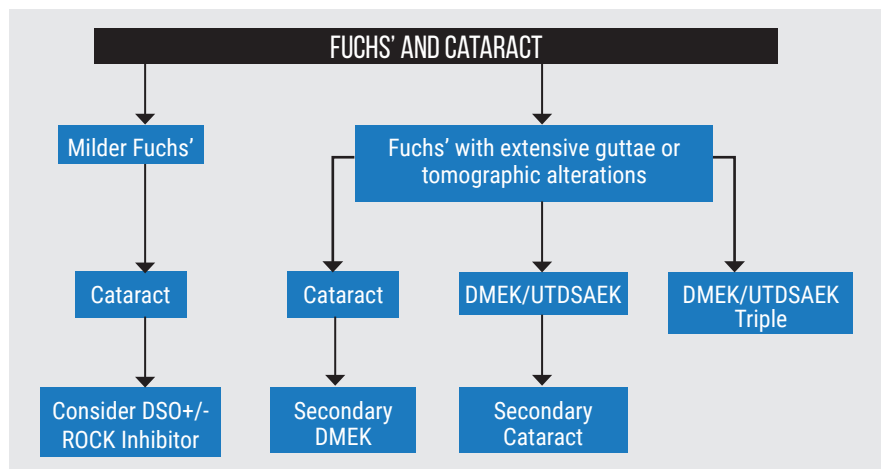 FUCHS’ AND CATARACT
Milder Fuchs’
Fuchs’ with extensive guttae or
tomographic alterations
Cataract
Cataract
DMEK/UTDSAEK
DMEK/UTDSAEK
Triple
Consider DSO+/-
ROCK Inhibitor
Secondary
DMEK
Secondary
Cataract